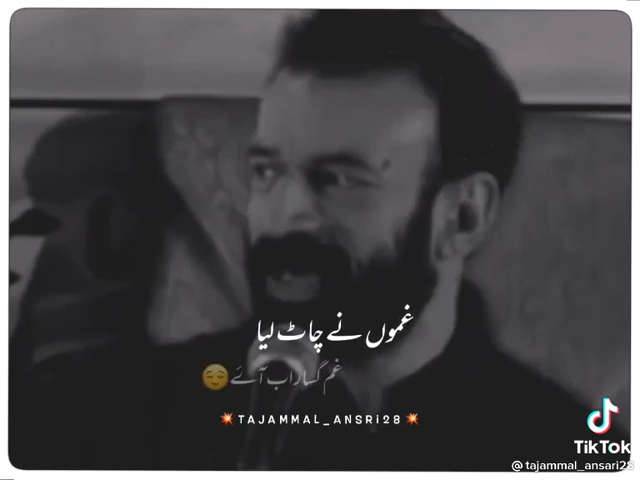 غموں نے چاٹ لیا
غم گسار اب آئے 😌
💥 TAJAMMAL_ANSRi28 💥
TikTok
@tajammal_ansari28